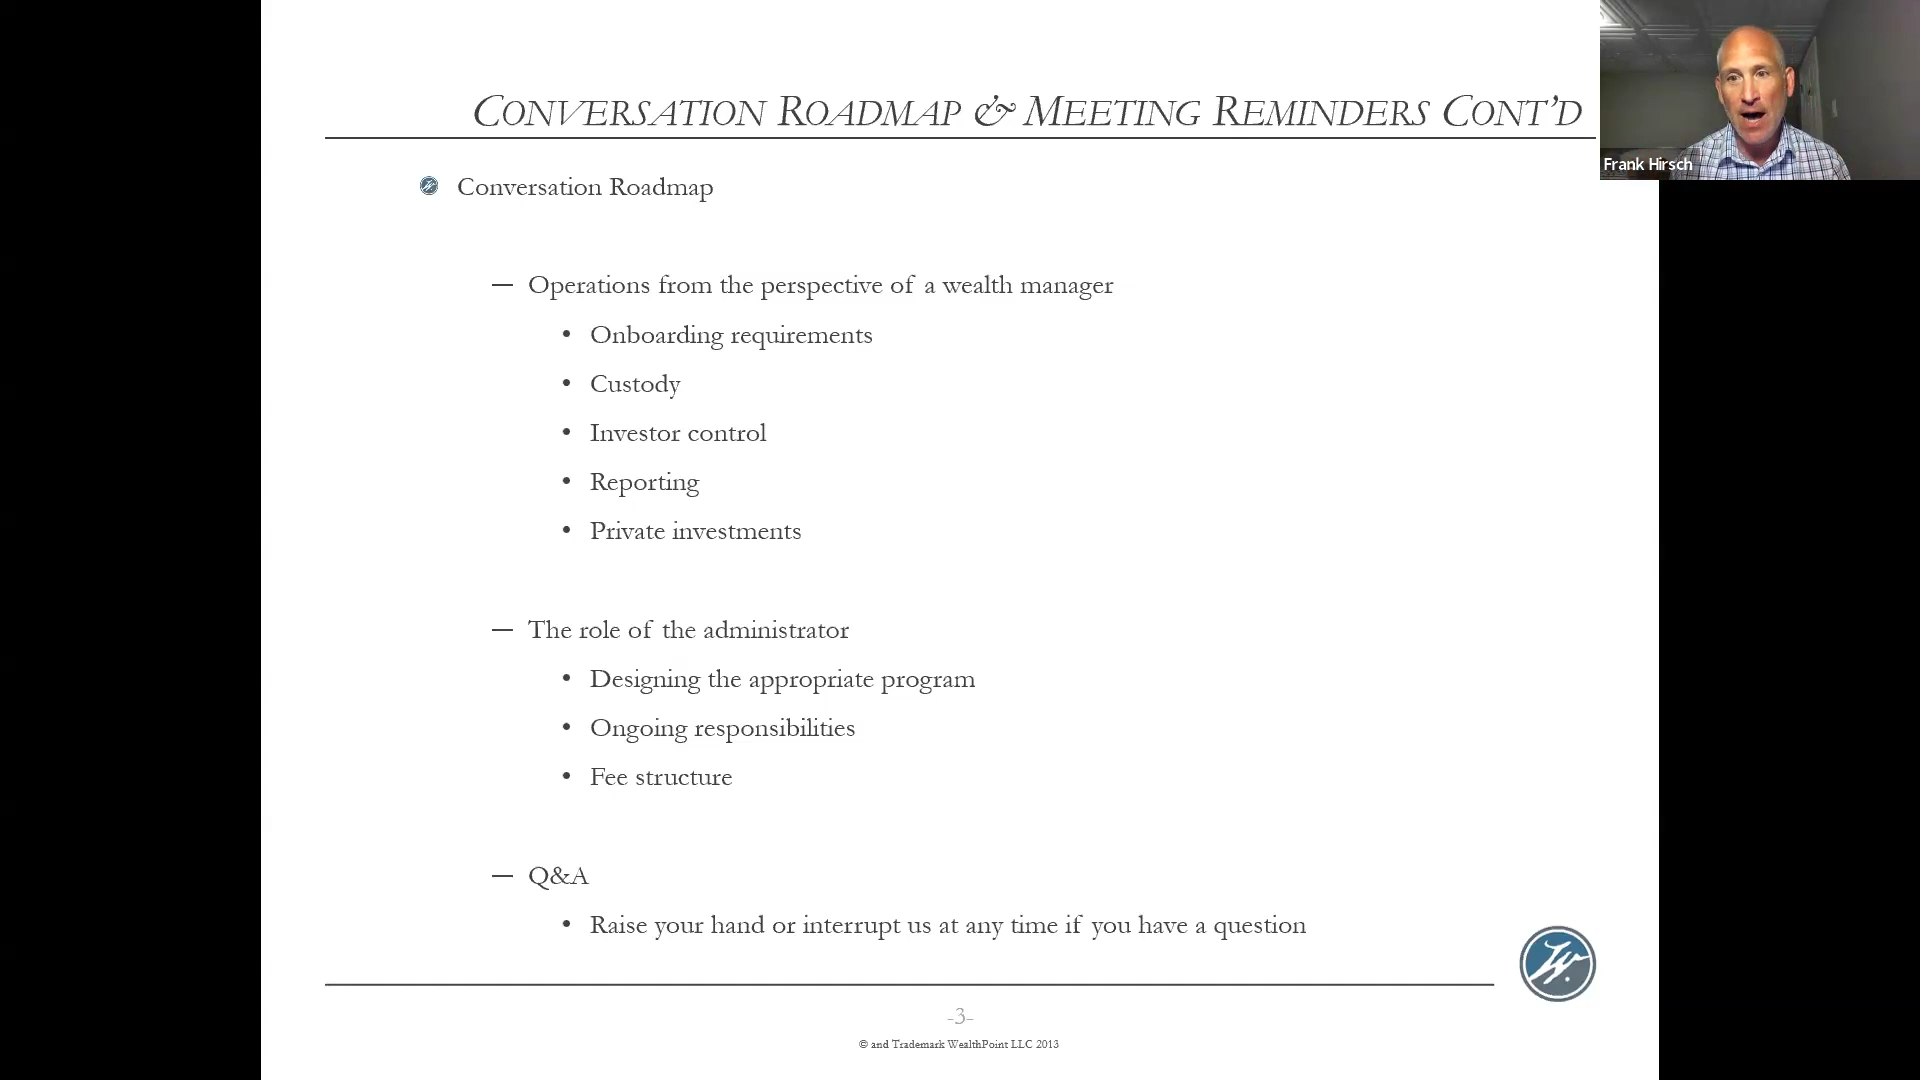 CONVERSATION ROADMAP & MEETING REMINDERS CONT'D
Frank Hirsch
Conversation Roadmap
— Operations from the perspective of a wealth manager
• Onboarding requirements
• Custody
• Investor control
• Reporting
• Private investments
— The role of the administrator
• Designing the appropriate program
• Ongoing responsibilities
• Fee structure
— Q&A
• Raise your hand or interrupt us at any time if you have a question
-3-
© and Trademark WealthPoint LLC 2013